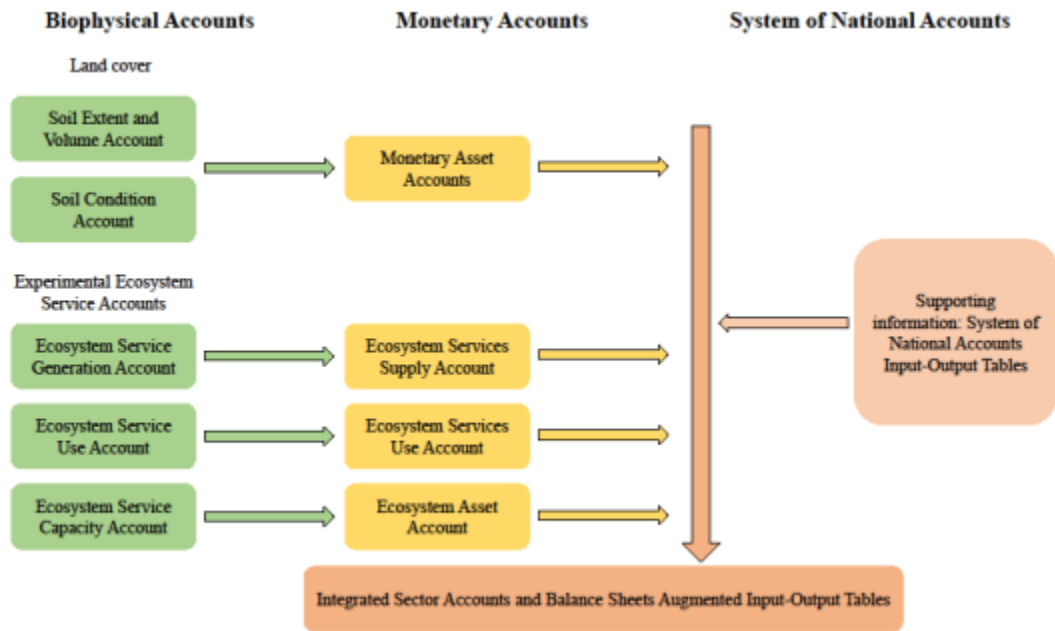 Biophysical Accounts
Monetary Accounts
System of National Accounts
Land cover
Soil Extent and
Volume Account
Monetary Asset
Accounts
Soil Condition
Account
Experimental Ecosystem
Service Accounts
Supporting
information: System of
National Accounts
Input-Output Tables
Ecosystem Service
Generation Account
Ecosystem Services
Supply Account
Ecosystem Service
Use Account
Ecosystem Services
Use Account
Ecosystem Service
Capacity Account
Ecosystem Asset
Account
Integrated Sector Accounts and Balance Sheets Augmented Input-Output Tables